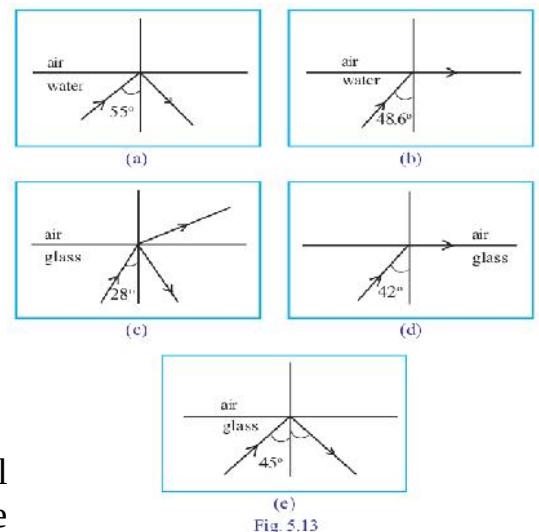 air
water
55°
(a)
air
water
48.6°
(b)
air
glass
28°
(c)
air
glass
42°
(d)
air
glass
45°
(e)
l
e
Fig. 5.13